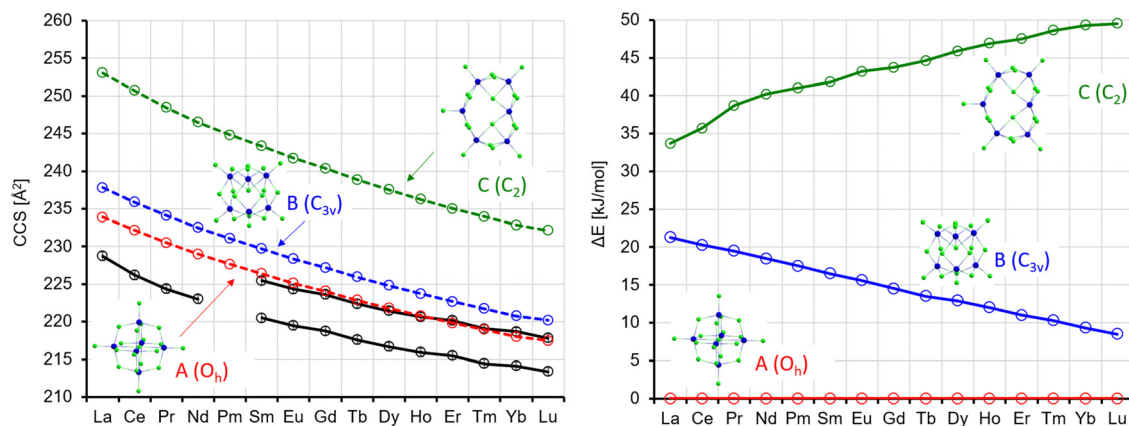 CCS [Å²]
260
255
250
245
240
235
230
225
220
215
210
C (C₂)
B (C₃ᵥ)
A (Oₕ)
La Ce Pr Nd Pm Sm Eu Gd Tb Dy Ho Er Tm Yb Lu
ΔE [kJ/mol]
50
45
40
35
30
25
20
15
10
5
0
C (C₂)
B (C₃ᵥ)
A (Oₕ)
La Ce Pr Nd Pm Sm Eu Gd Tb Dy Ho Er Tm Yb Lu